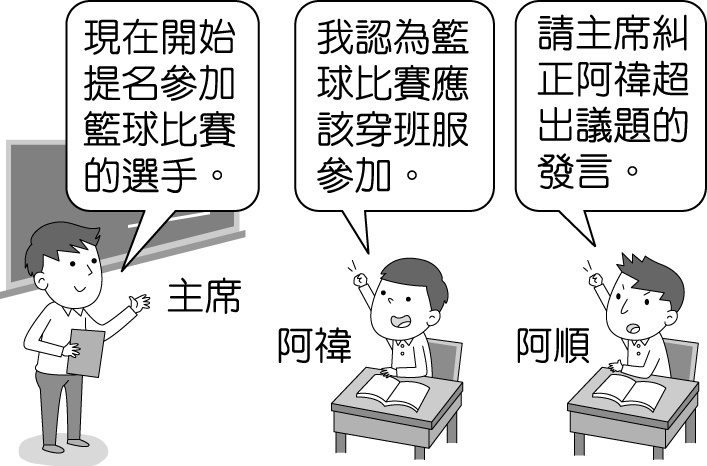 現在開始
提名參加
籃球比賽
的選手。
主席
我認為籃
球比賽應
該穿班服
參加。
阿禕
請主席糾
正阿禕超
出議題的
發言。
阿順